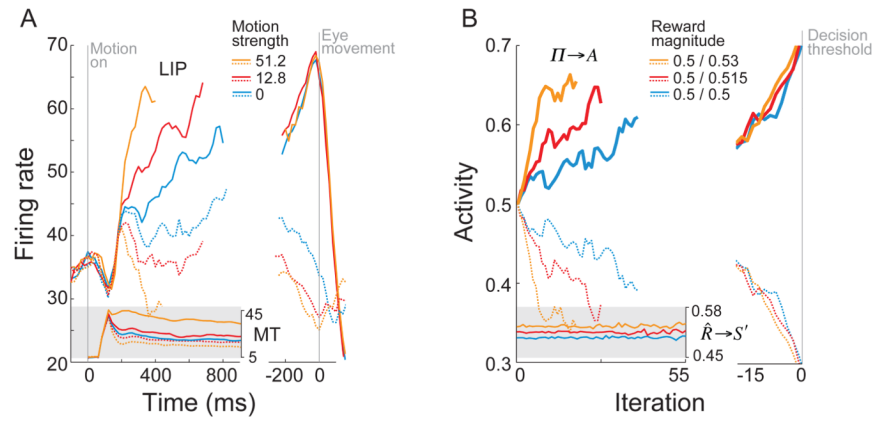 A
B
Motion
on
LIP
Motion
strength
51.2
12.8
0
Eye
movement
Firing rate
70
60
50
40
30
20
45
MT
5
0
400
800
-200
0
Time (ms)
Π→A
Reward
magnitude
0.5 / 0.53
0.5 / 0.515
0.5 / 0.5
Decision
threshold
Activity
0.7
0.6
0.5
0.4
0.3
0.58
R̂→S′
0.45
0
55
-15
0
Iteration